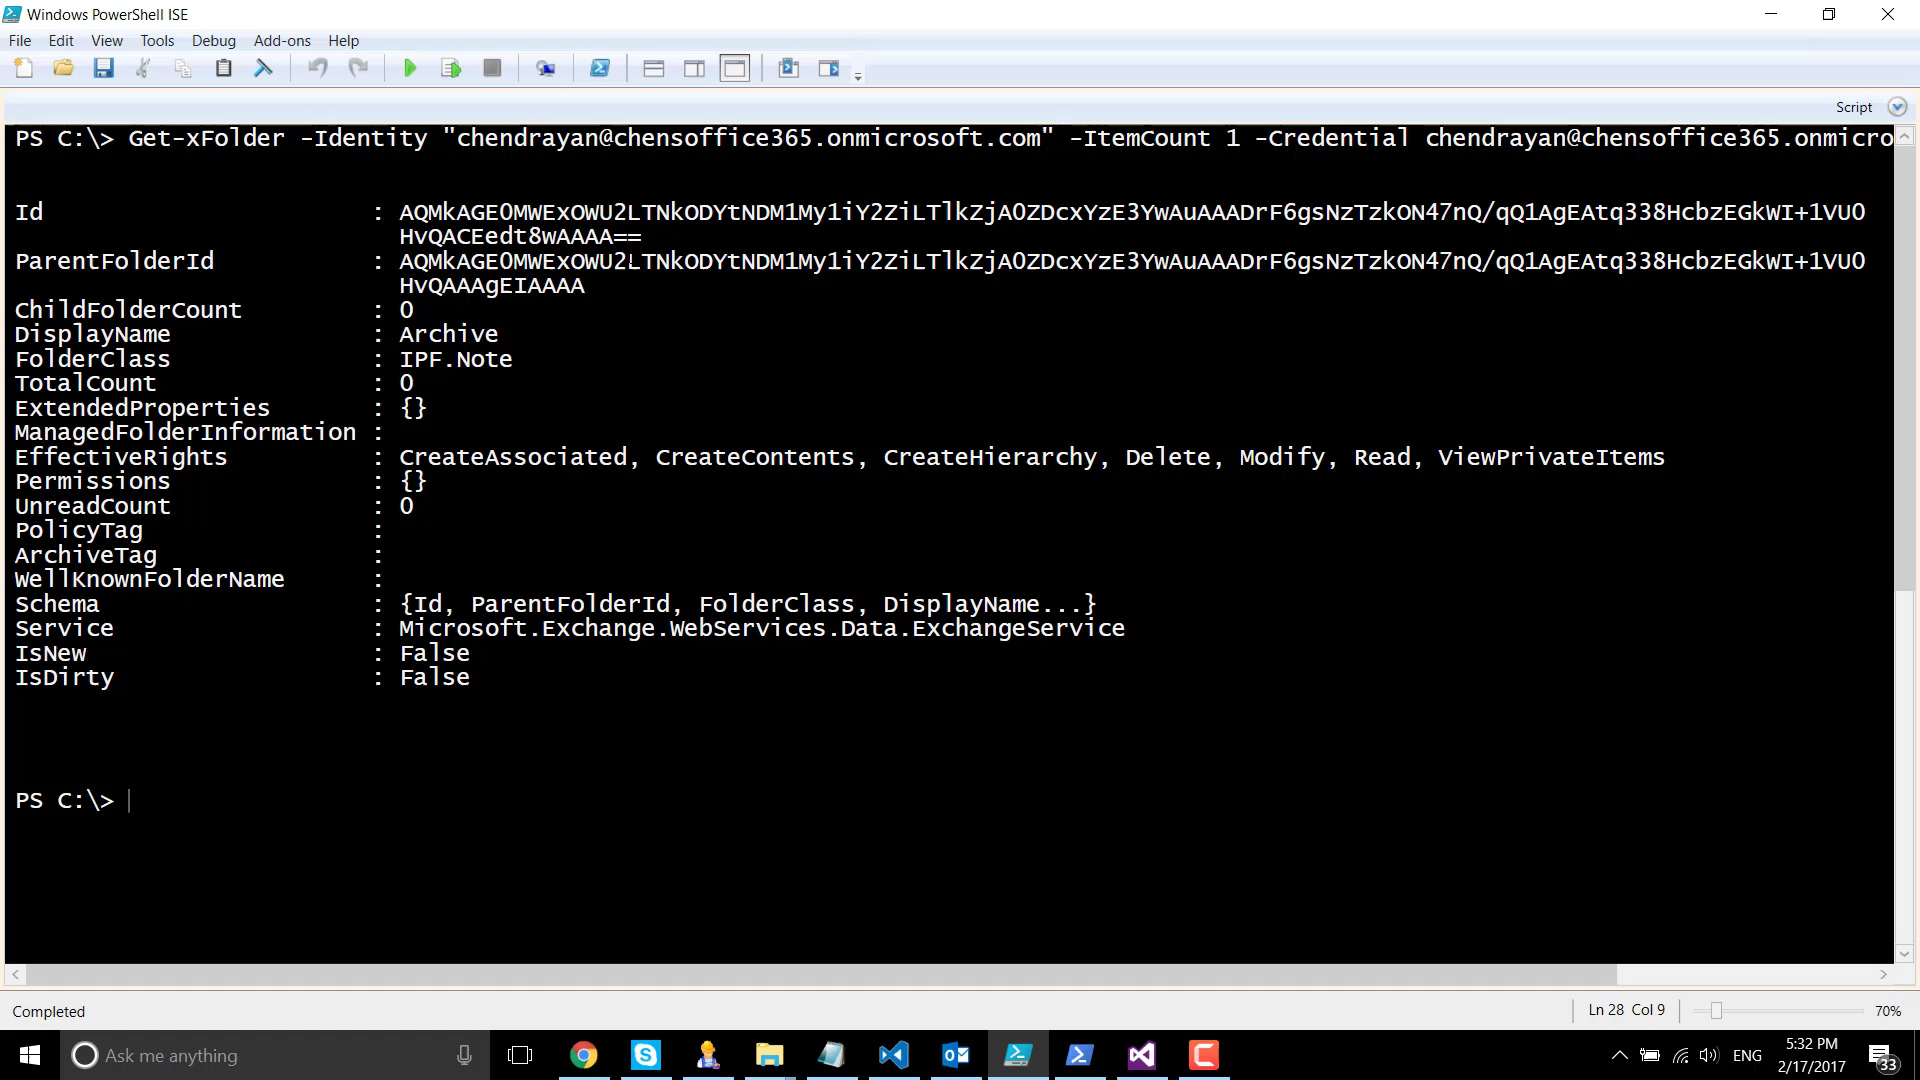 Windows PowerShell ISE
File Edit View Tools Debug Add-ons Help
Script
PS C:\> Get-xFolder -Identity "chendrayan@chensoffice365.onmicrosoft.com" -ItemCount 1 -Credential chendrayan@chensoffice365.onmicro
Id : AQMkAGE0MWExOWU2LTNkODYtNDM1My1iY2ZiLTlkZjA0ZDcxYzE3YwAuAAADrF6gsNzTzkON47nQ/qQ1AgEAtq338HcbzEGkWI+1VU0
HvQACEedt8wAAAA==
ParentFolderId : AQMkAGE0MWExOWU2LTNkODYtNDM1My1iY2ZiLTlkZjA0ZDcxYzE3YwAuAAADrF6gsNzTzkON47nQ/qQ1AgEAtq338HcbzEGkWI+1VU0
HvQAAAgEIAAAA
ChildFolderCount : 0
DisplayName : Archive
FolderClass : IPF.Note
TotalCount : 0
ExtendedProperties : {}
ManagedFolderInformation :
EffectiveRights : CreateAssociated, CreateContents, CreateHierarchy, Delete, Modify, Read, ViewPrivateItems
Permissions : {}
UnreadCount : 0
PolicyTag :
ArchiveTag :
WellKnownFolderName :
Schema : {Id, ParentFolderId, FolderClass, DisplayName...}
Service : Microsoft.Exchange.WebServices.Data.ExchangeService
IsNew : False
IsDirty : False
PS C:\>
Completed
Ln 28 Col 9
70%
Ask me anything
ENG
5:32 PM
2/17/2017
33